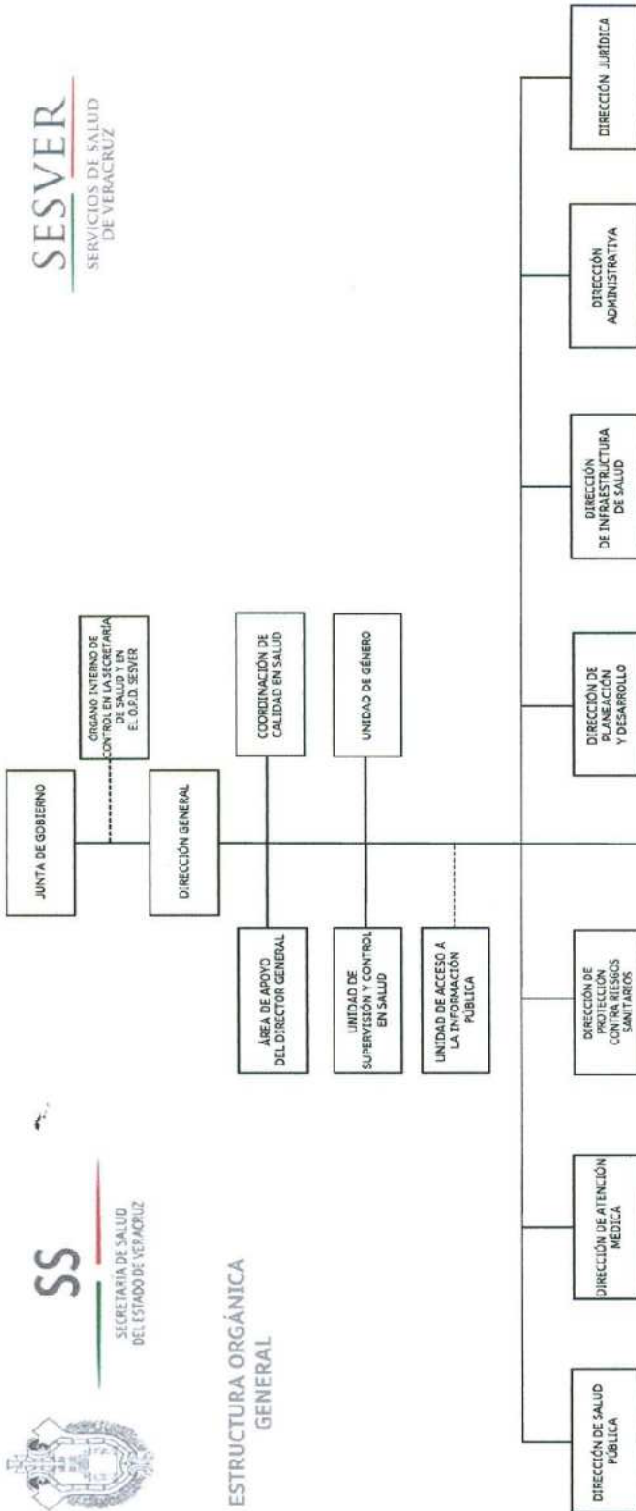 SS
SECRETARÍA DE SALUD
DEL ESTADO DE VERACRUZ
SESVER
SERVICIOS DE SALUD
DE VERACRUZ
ESTRUCTURA ORGÁNICA
GENERAL
JUNTA DE GOBIERNO
ÓRGANO INTERNO DE
CONTROL EN LA SECRETARÍA
DE SALUD Y EN
EL O.P.D. SESVER
DIRECCIÓN GENERAL
ÁREA DE APOYO
DEL DIRECTOR GENERAL
COORDINACIÓN DE
CALIDAD EN SALUD
UNIDAD DE
SUPERVISIÓN Y CONTROL
EN SALUD
UNIDAD DE GÉNERO
UNIDAD DE ACCESO A
LA INFORMACIÓN
PÚBLICA
DIRECCIÓN DE SALUD
PÚBLICA
DIRECCIÓN DE ATENCIÓN
MÉDICA
DIRECCIÓN DE
PROTECCIÓN
CONTRA RIESGOS
SANITARIOS
DIRECCIÓN DE
PLANEACIÓN
Y DESARROLLO
DIRECCIÓN
DE INFRAESTRUCTURA
DE SALUD
DIRECCIÓN
ADMINISTRATIVA
DIRECCIÓN JURÍDICA